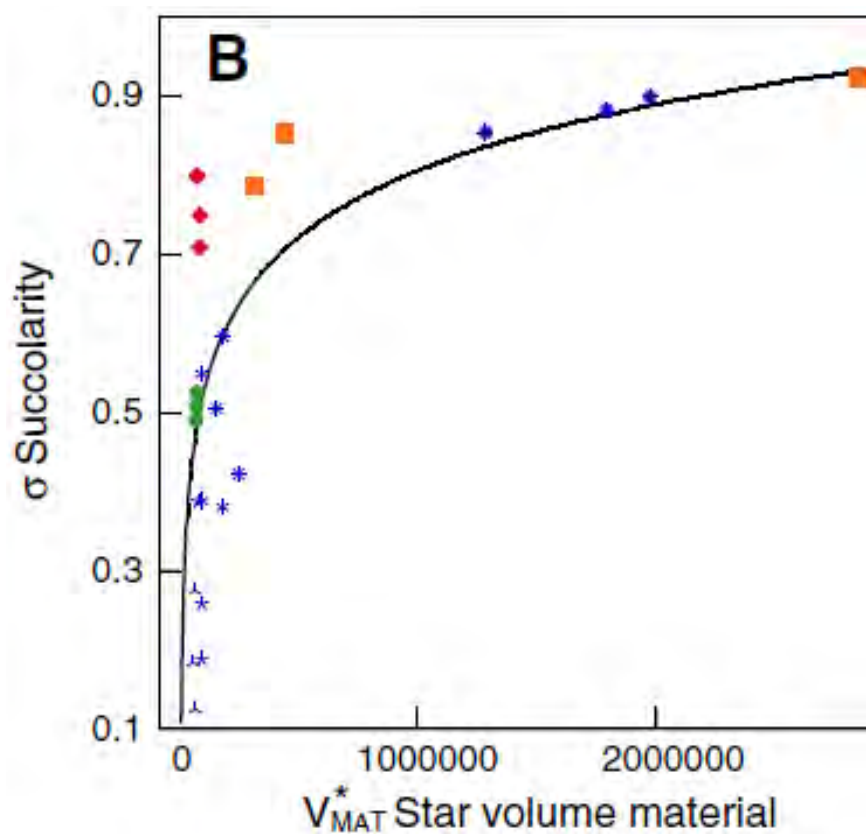 B
0.9
0.7
0.5
0.3
0.1
σ Succolarity
0 1000000 2000000
V*MAT Star volume material